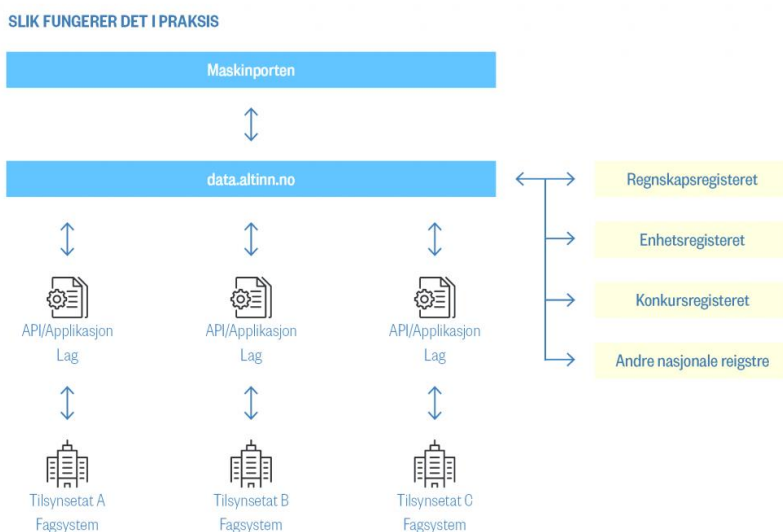 SLIK FUNGERER DET I PRAKSIS
Maskinporten
data.altinn.no
Regnskapsregisteret
Enhetsregisteret
Konkursregisteret
Andre nasjonale reigstre
API/Applikasjon
Lag
API/Applikasjon
Lag
API/Applikasjon
Lag
Tilsynsetat A
Fagsystem
Tilsynsetat B
Fagsystem
Tilsynsetat C
Fagsystem